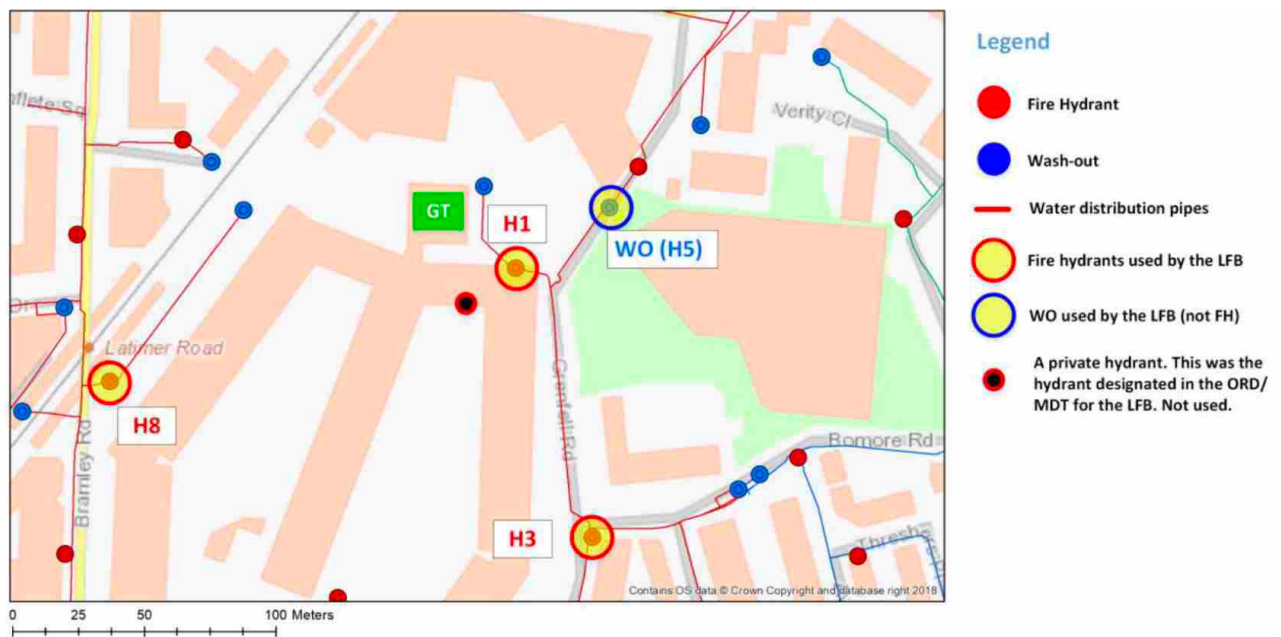 Verity Cl
GT
H1
WO (H5)
Latimer Road
H8
Grenfell Rd
Bramley Rd
Bomore Rd
H3
Contains OS data © Crown Copyright and database right 2018
0 25 50 100 Meters
Legend
Fire Hydrant
Wash-out
Water distribution pipes
Fire hydrants used by the LFB
WO used by the LFB (not FH)
A private hydrant. This was the
hydrant designated in the ORD/
MDT for the LFB. Not used.